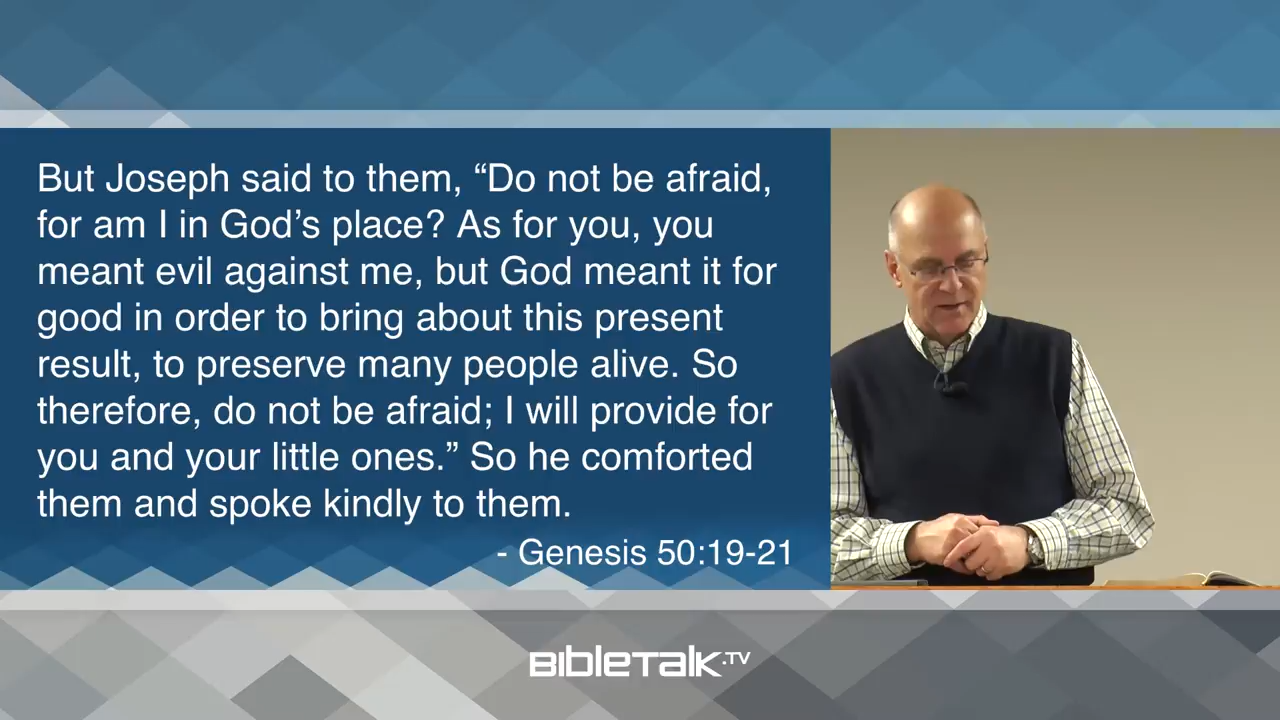 But Joseph said to them, “Do not be afraid,
for am I in God’s place? As for you, you
meant evil against me, but God meant it for
good in order to bring about this present
result, to preserve many people alive. So
therefore, do not be afraid; I will provide for
you and your little ones.” So he comforted
them and spoke kindly to them.
- Genesis 50:19-21
BIBLETALK.TV